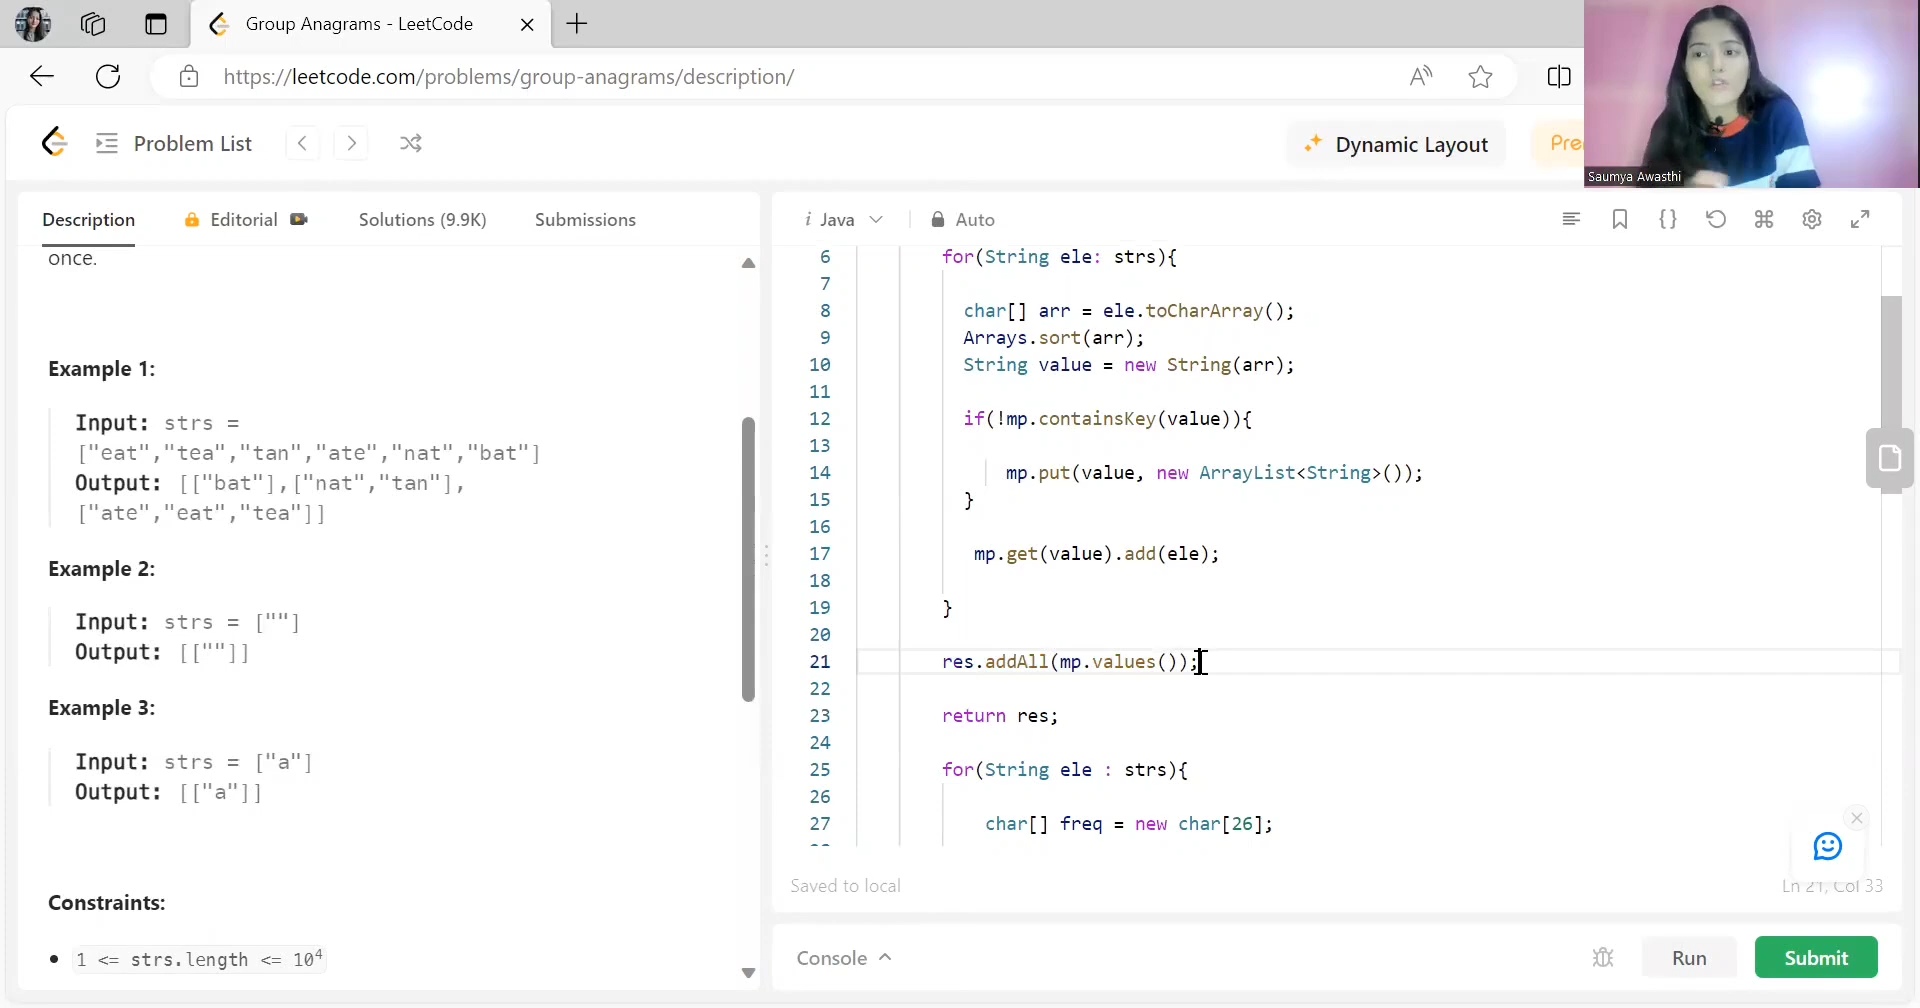 Group Anagrams - LeetCode
https://leetcode.com/problems/group-anagrams/description/
Problem List
Dynamic Layout
Pre
Saumya Awasthi
Description
Editorial
Solutions (9.9K)
Submissions
once.
Example 1:
Input: strs =
["eat","tea","tan","ate","nat","bat"]
Output: [["bat"],["nat","tan"],
["ate","eat","tea"]]
Example 2:
Input: strs = [""]
Output: [[""]]
Example 3:
Input: strs = ["a"]
Output: [["a"]]
Constraints:
1 <= strs.length <= 10^4
i Java
Auto
6 for(String ele: strs){
7
8 char[] arr = ele.toCharArray();
9 Arrays.sort(arr);
10 String value = new String(arr);
11
12 if(!mp.containsKey(value)){
13
14 mp.put(value, new ArrayList<String>());
15 }
16
17 mp.get(value).add(ele);
18
19 }
20
21 res.addAll(mp.values());
22
23 return res;
24
25 for(String ele : strs){
26
27 char[] freq = new char[26];
Saved to local
Ln 21, Col 33
Console
Run
Submit